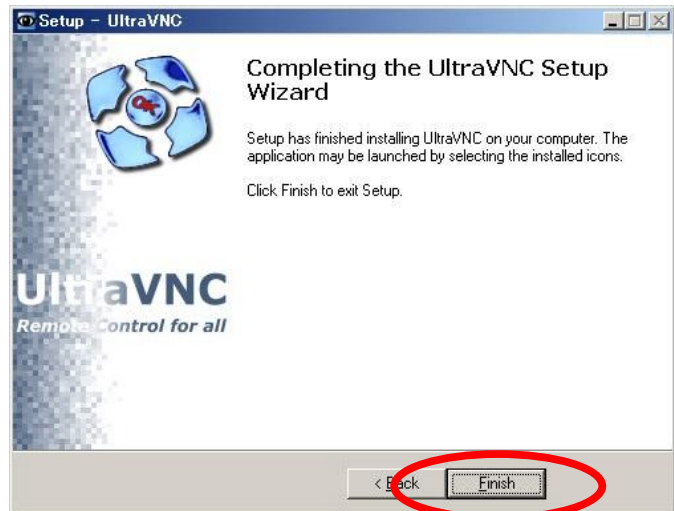 Setup - UltraVNC
Completing the UltraVNC Setup
Wizard
Setup has finished installing UltraVNC on your computer. The
application may be launched by selecting the installed icons.
Click Finish to exit Setup.
UltraVNC
Remote Control for all
< Back
Finish